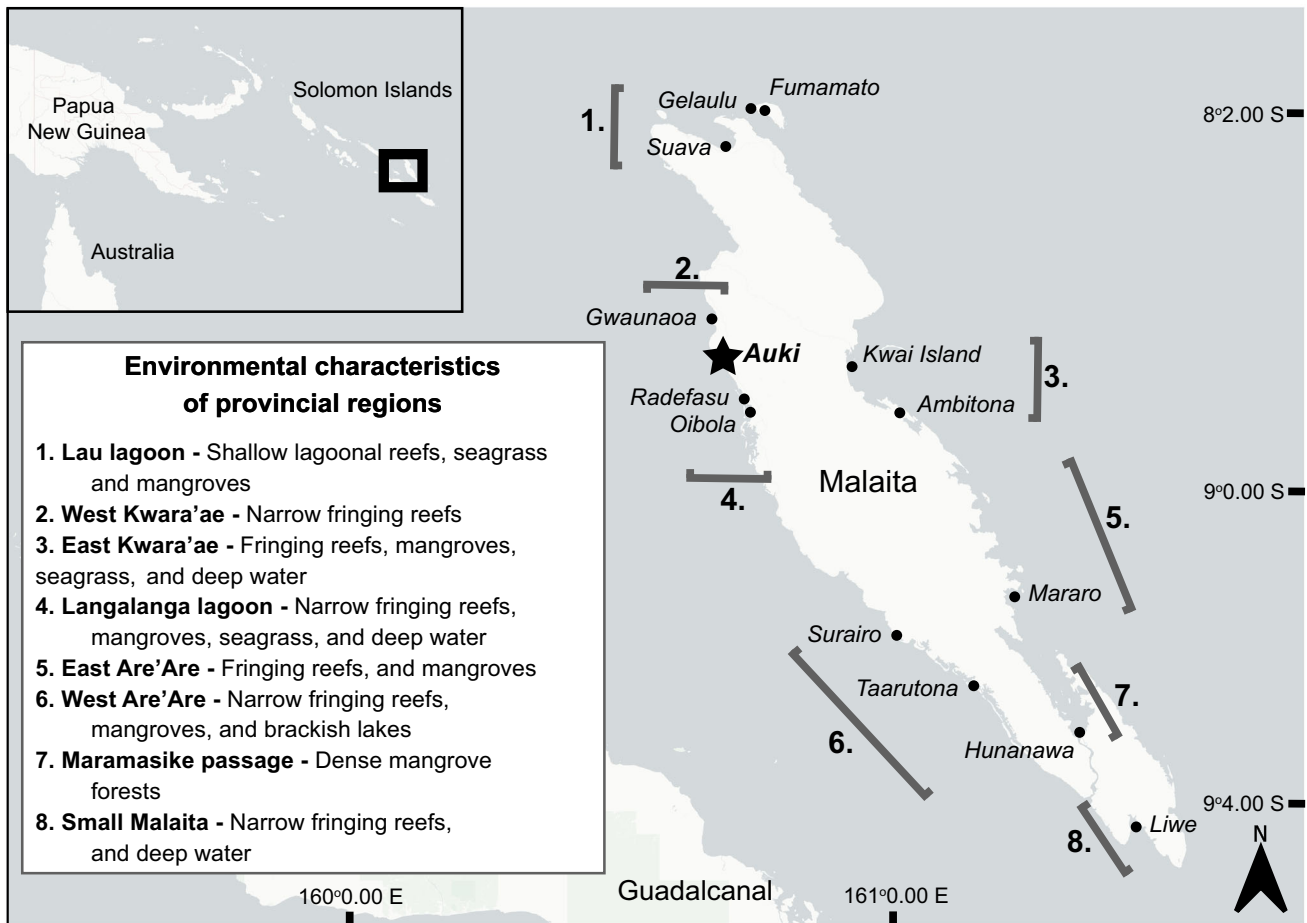 Solomon Islands
Papua
New Guinea
Australia
1.
Gelaulu
Fumamato
Suava
8°2.00 S
2.
Gwaunaoa
Auki
Kwai Island
3.
Radefasu
Oibola
Ambitona
4.
Malaita
9°0.00 S
5.
Mararo
Surairo
Taarutona
6.
7.
Hunanawa
9°4.00 S
8.
Liwe
N
Guadalcanal
160°0.00 E
161°0.00 E
Environmental characteristics
of provincial regions
1. Lau lagoon - Shallow lagoonal reefs, seagrass
and mangroves
2. West Kwara'ae - Narrow fringing reefs
3. East Kwara'ae - Fringing reefs, mangroves,
seagrass, and deep water
4. Langalanga lagoon - Narrow fringing reefs,
mangroves, seagrass, and deep water
5. East Are'Are - Fringing reefs, and mangroves
6. West Are'Are - Narrow fringing reefs,
mangroves, and brackish lakes
7. Maramasike passage - Dense mangrove
forests
8. Small Malaita - Narrow fringing reefs,
and deep water